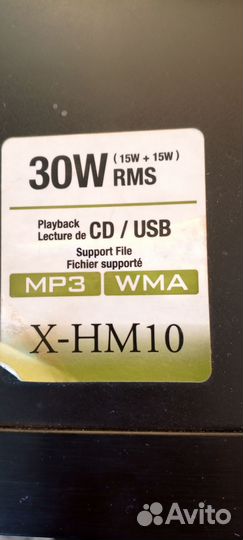 30W (15W + 15W) RMS
Playback
Lecture de CD / USB
Support File
Fichier supporté
MP3 WMA
X-HM10
Avito